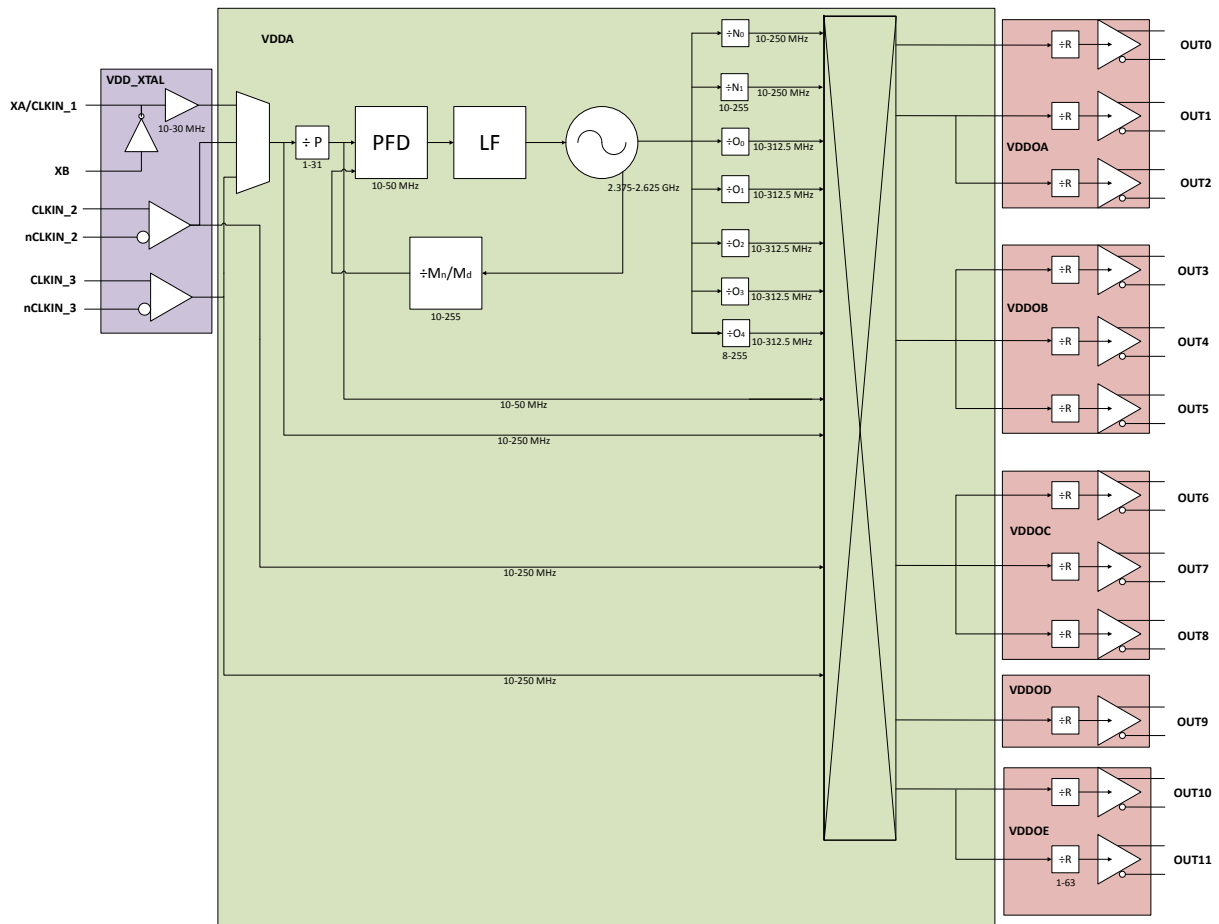 VDDA
VDD_XTAL
XA/CLKIN_1
10-30 MHz
XB
CLKIN_2
nCLKIN_2
CLKIN_3
nCLKIN_3
÷ P
1-31
PFD
10-50 MHz
LF
2.375-2.625 GHz
÷Mn/Md
10-255
÷N0
10-250 MHz
÷N1
10-255
10-250 MHz
÷O0
10-312.5 MHz
÷O1
10-312.5 MHz
÷O2
10-312.5 MHz
÷O3
10-312.5 MHz
÷O4
8-255
10-312.5 MHz
10-50 MHz
10-250 MHz
10-250 MHz
10-250 MHz
÷R
OUT0
÷R
OUT1
VDDOA
÷R
OUT2
÷R
OUT3
VDDOB
÷R
OUT4
÷R
OUT5
÷R
OUT6
VDDOC
÷R
OUT7
÷R
OUT8
VDDOD
÷R
OUT9
÷R
OUT10
VDDOE
÷R
1-63
OUT11